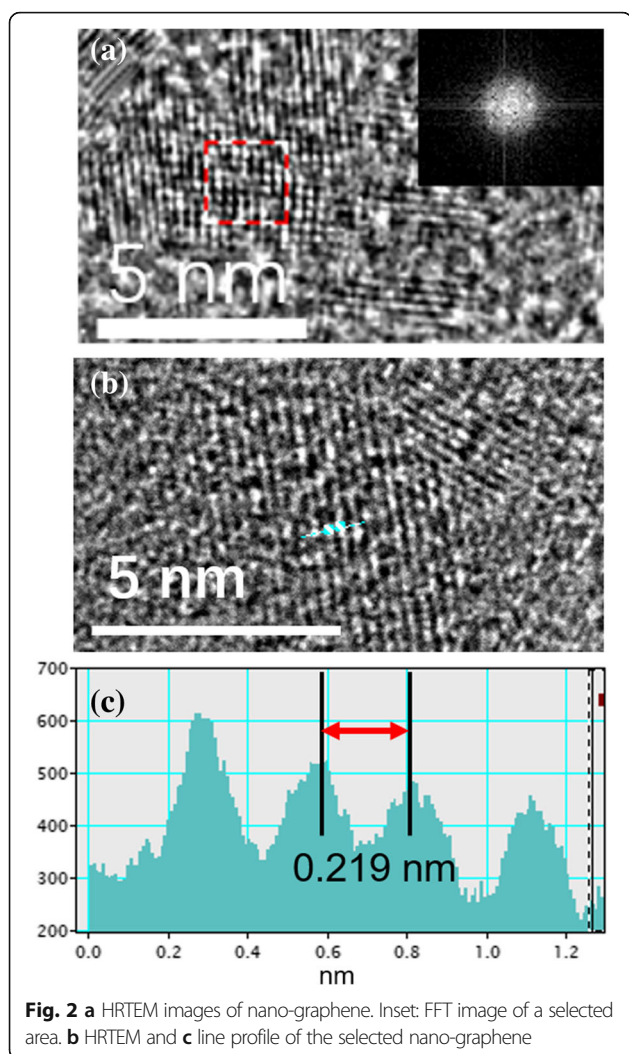 (a)
5 nm
(b)
5 nm
(c)
700
600
500
400
300
200
0.219 nm
0.0 0.2 0.4 0.6 0.8 1.0 1.2
nm
Fig. 2 a HRTEM images of nano-graphene. Inset: FFT image of a selected
area. b HRTEM and c line profile of the selected nano-graphene